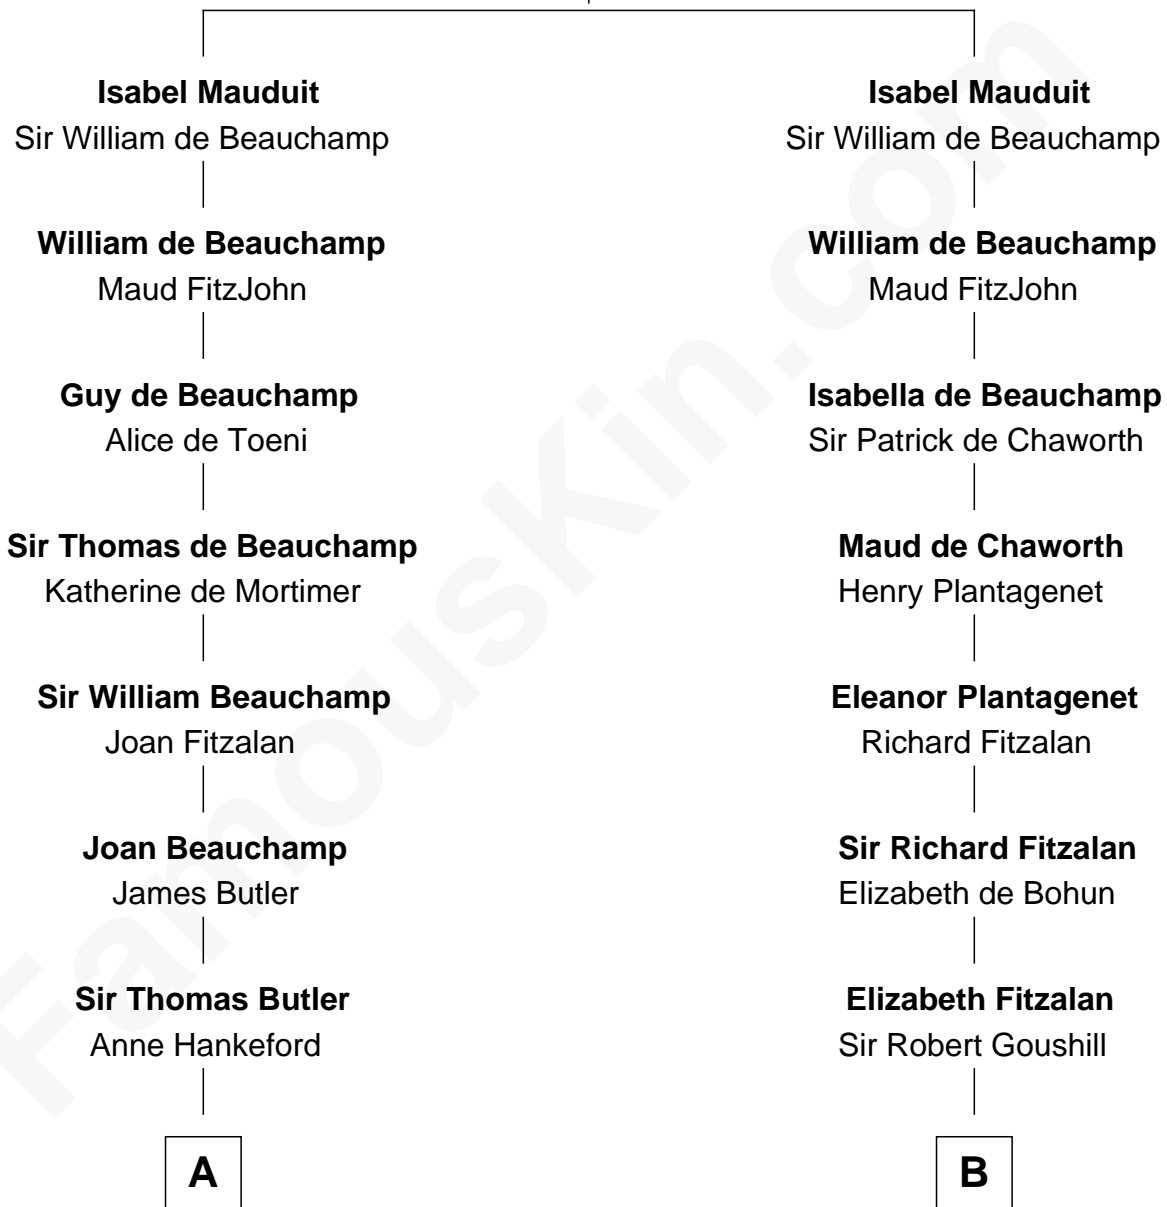 Isabel Mauduit
Sir William de Beauchamp
William de Beauchamp
Maud FitzJohn
Guy de Beauchamp
Alice de Toeni
Sir Thomas de Beauchamp
Katherine de Mortimer
Sir William Beauchamp
Joan Fitzalan
Joan Beauchamp
James Butler
Sir Thomas Butler
Anne Hankeford
A
Isabel Mauduit
Sir William de Beauchamp
William de Beauchamp
Maud FitzJohn
Isabella de Beauchamp
Sir Patrick de Chaworth
Maud de Chaworth
Henry Plantagenet
Eleanor Plantagenet
Richard Fitzalan
Sir Richard Fitzalan
Elizabeth de Bohun
Elizabeth Fitzalan
Sir Robert Goushill
B
FamousKin.com